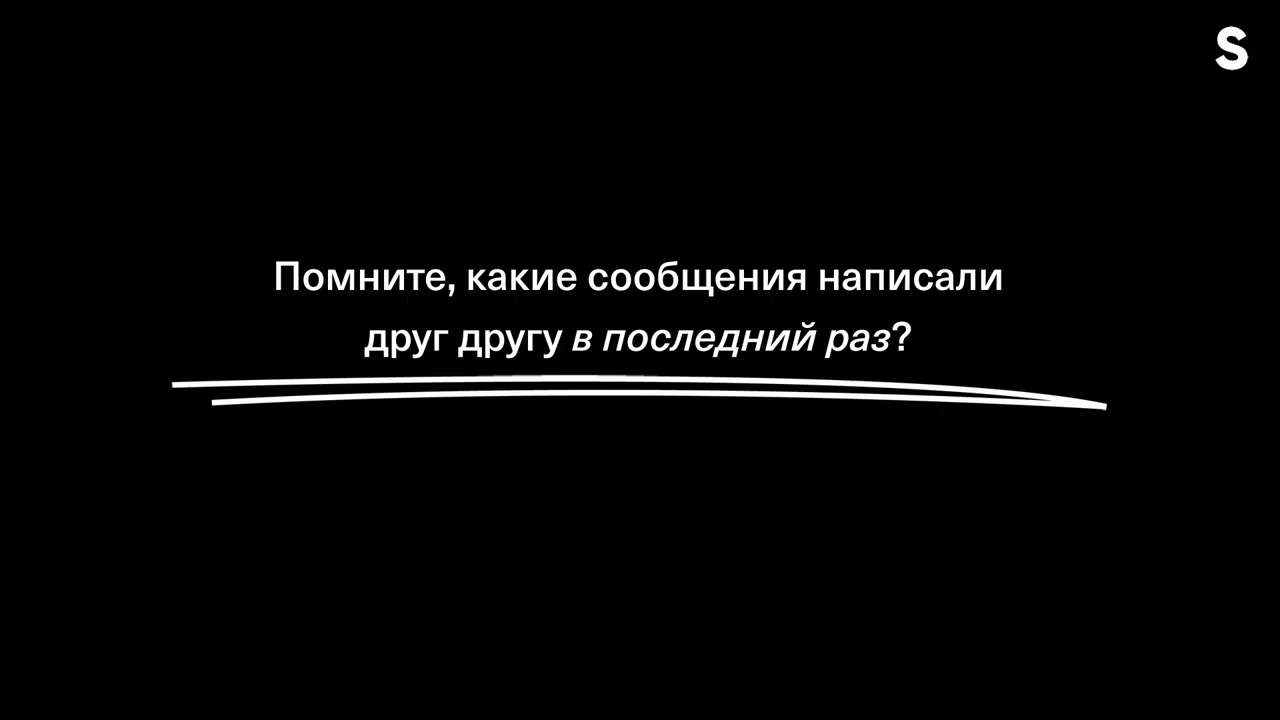 S
Помните, какие сообщения написали
друг другу в последний раз?